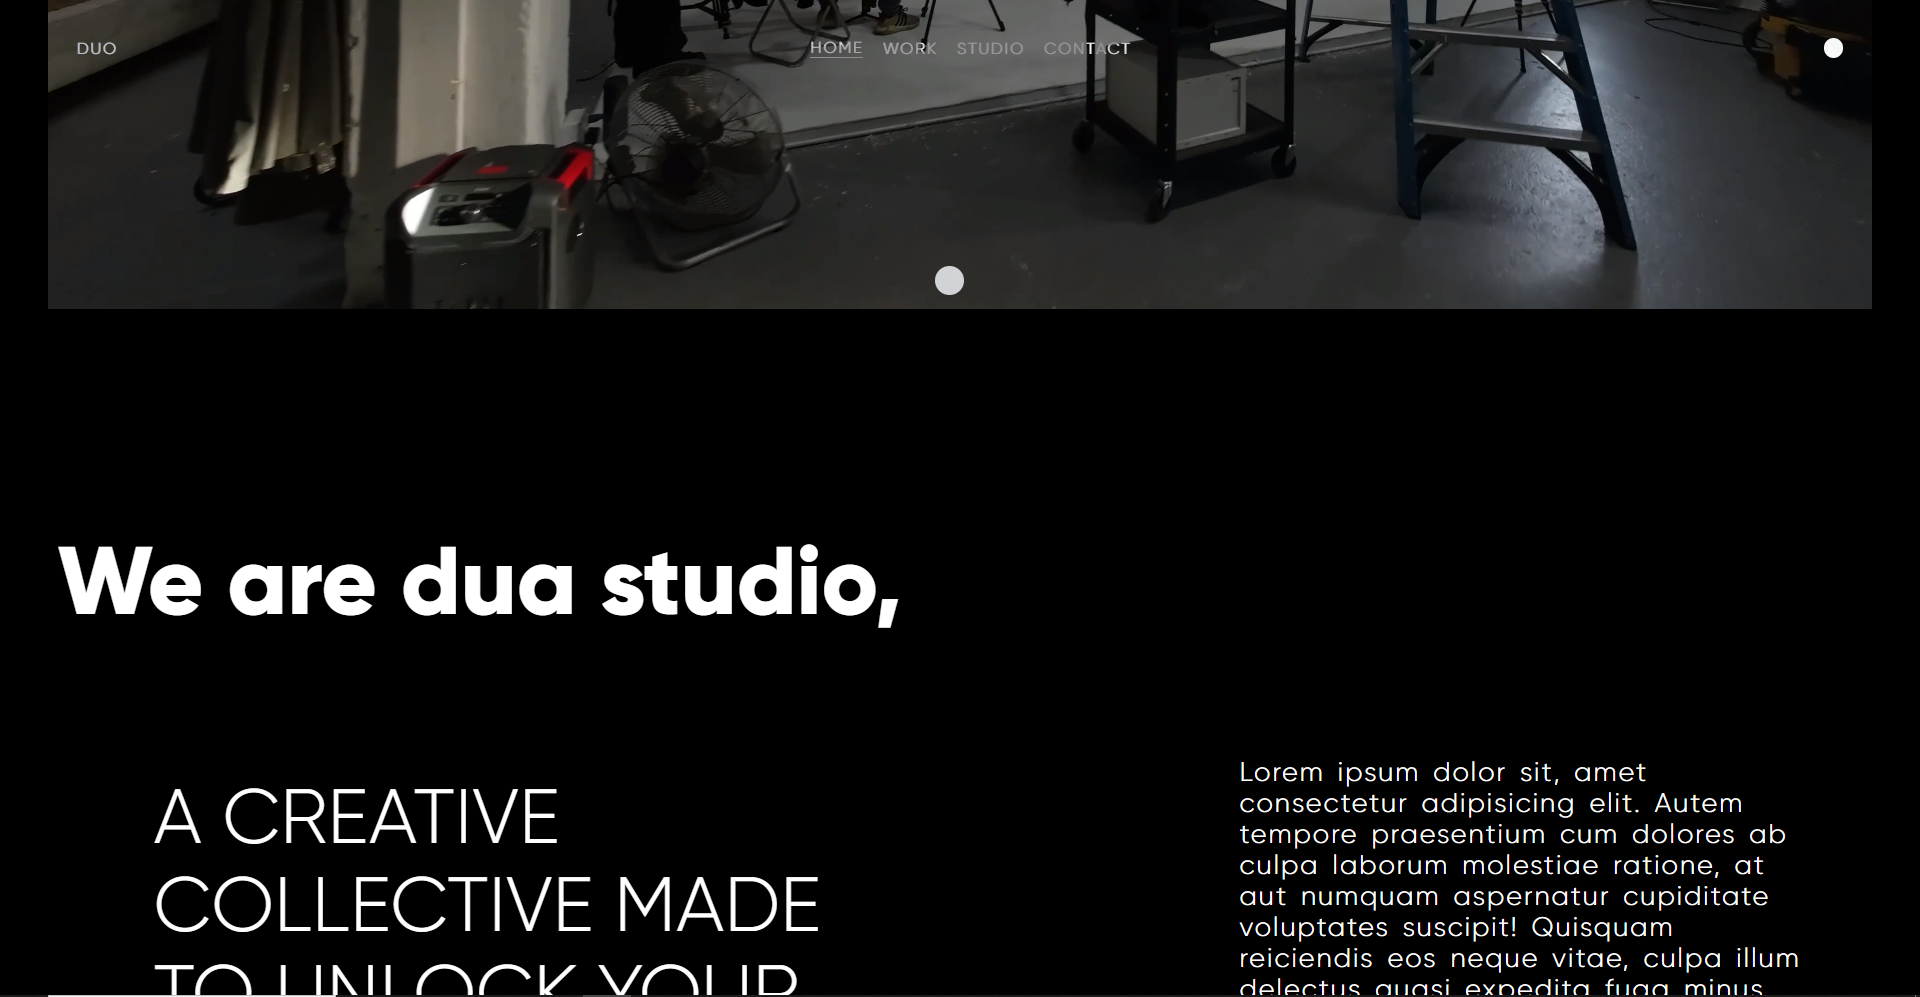 DUO
HOME WORK STUDIO CONTACT
We are dua studio,
A CREATIVE
COLLECTIVE MADE
TO UNLOCK YOUR
Lorem ipsum dolor sit, amet
consectetur adipisicing elit. Autem
tempore praesentium cum dolores ab
culpa laborum molestiae ratione, at
aut numquam aspernatur cupiditate
voluptates suscipit! Quisquam
reiciendis eos neque vitae, culpa illum
delectus quasi expedita fuga minus